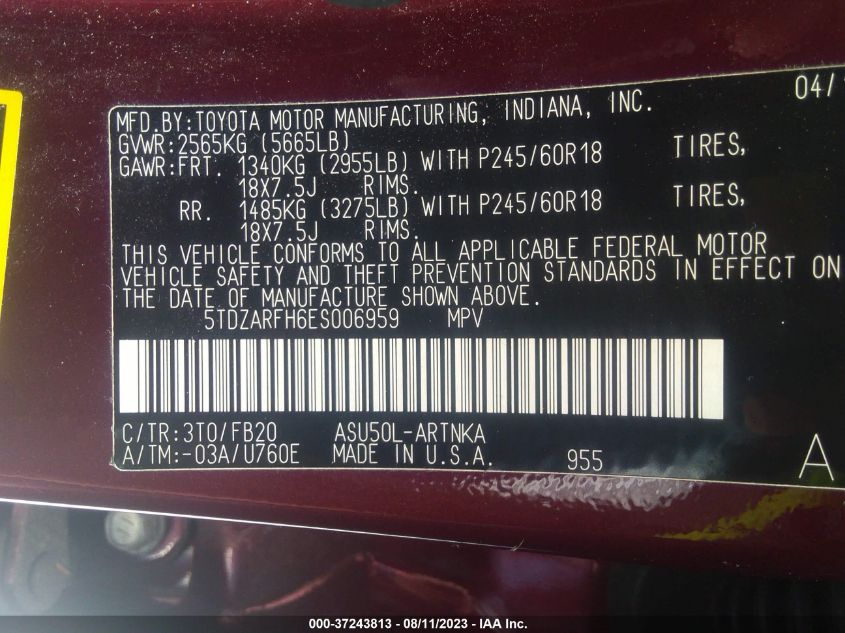 04/
MFD.BY:TOYOTA MOTOR MANUFACTURING, INDIANA, INC.
GVWR:2565KG (5665LB)
GAWR:FRT. 1340KG (2955LB) WITH P245/60R18 TIRES,
18X7.5J RIMS.
RR. 1485KG (3275LB) WITH P245/60R18 TIRES,
18X7.5J RIMS.
THIS VEHICLE CONFORMS TO ALL APPLICABLE FEDERAL MOTOR
VEHICLE SAFETY AND THEFT PREVENTION STANDARDS IN EFFECT ON
THE DATE OF MANUFACTURE SHOWN ABOVE.
5TDZARFH6ES006959 MPV
C/TR:3T0/FB20 ASU50L-ARTNKA
A/TM:-03A/U760E MADE IN U.S.A. 955 A
000-37243813 - 08/11/2023 - IAA Inc.